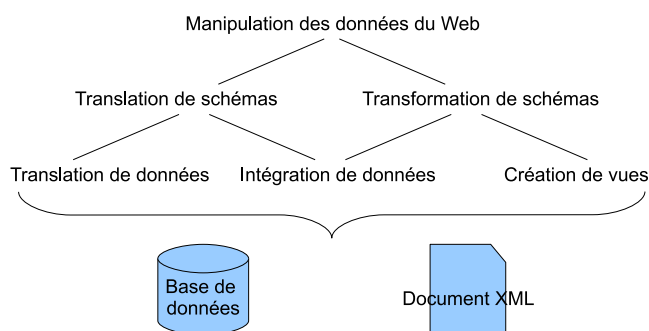 Manipulation des données du Web
Translation de schémas
Transformation de schémas
Translation de données
Intégration de données
Création de vues
Base de
données
Document XML